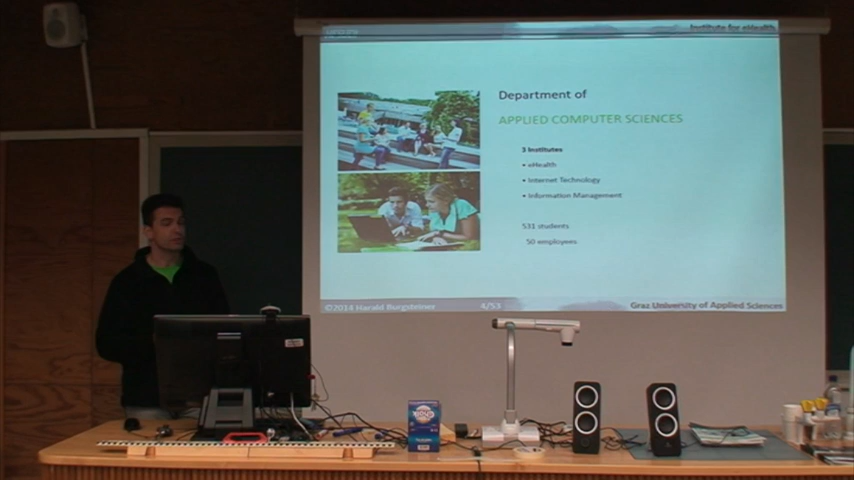 Institute for eHealth
Department of
APPLIED COMPUTER SCIENCES
3 Institutes
• eHealth
• Internet Technology
• Information Management
531 students
50 employees
©2014 Harald Burgsteiner 4/53 Graz University of Applied Sciences